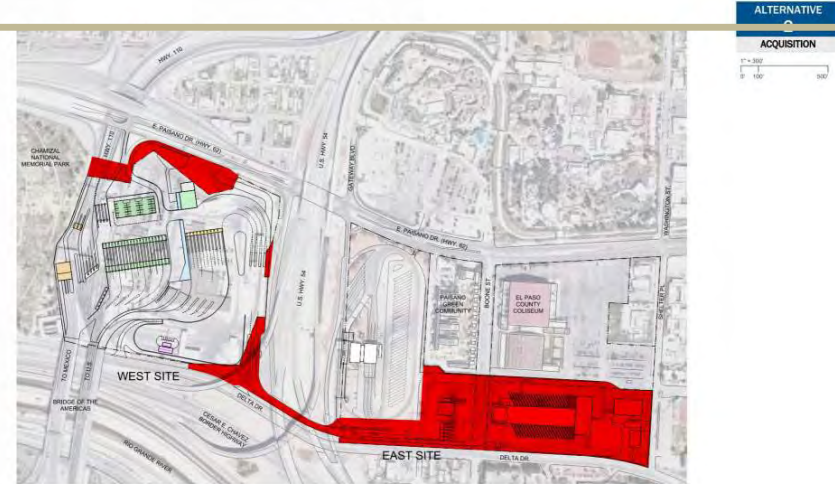 ALTERNATIVE
ACQUISITION
1" = 300'
0' 100' 500'
HWY. 110
CHAMIZAL
NATIONAL
MEMORIAL PARK
HWY. 110
E. PAISANO DR. (HWY. 62)
U.S. HWY. 54
GATEWAY BLVD.
WASHINGTON ST.
E. PAISANO DR. (HWY. 62)
U.S. HWY. 54
PAISANO
GREEN
COMMUNITY
BOONE ST.
EL PASO
COUNTY
COLISEUM
SHELTER PL.
TO MEXICO
TO U.S.
WEST SITE
BRIDGE OF THE
AMERICAS
DELTA DR.
CESAR E. CHAVEZ
BORDER HIGHWAY
RIO GRANDE RIVER
EAST SITE
DELTA DR.